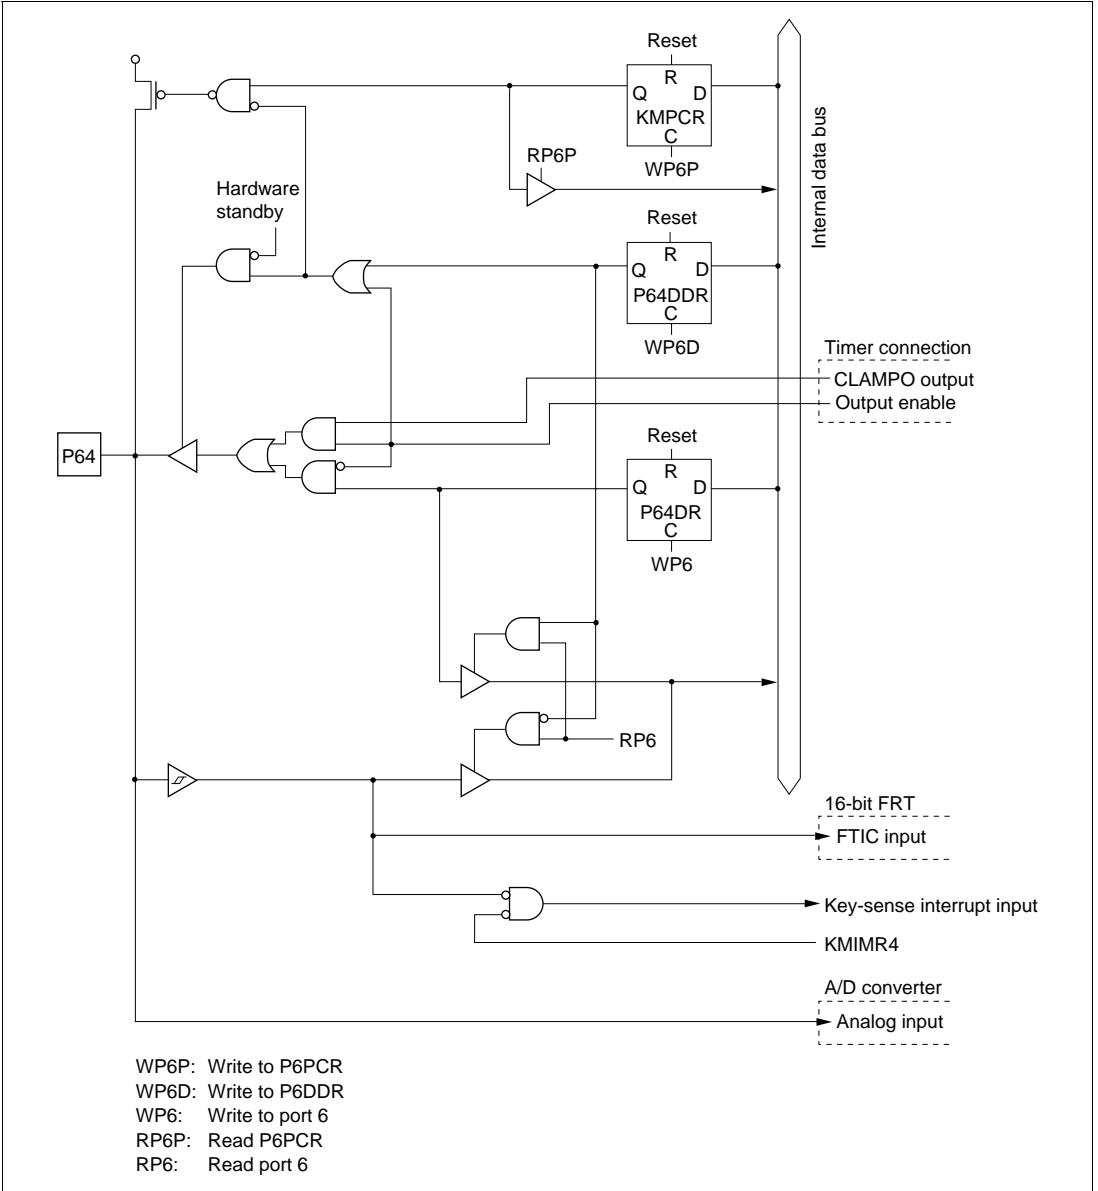 Reset
R
Q D
KMPCR
C
WP6P
RP6P
Internal data bus
Hardware
standby
Reset
R
Q D
P64DDR
C
WP6D
Timer connection
CLAMPO output
Output enable
P64
Reset
R
Q D
P64DR
C
WP6
RP6
16-bit FRT
FTIC input
Key-sense interrupt input
KMIMR4
A/D converter
Analog input
WP6P: Write to P6PCR
WP6D: Write to P6DDR
WP6: Write to port 6
RP6P: Read P6PCR
RP6: Read port 6